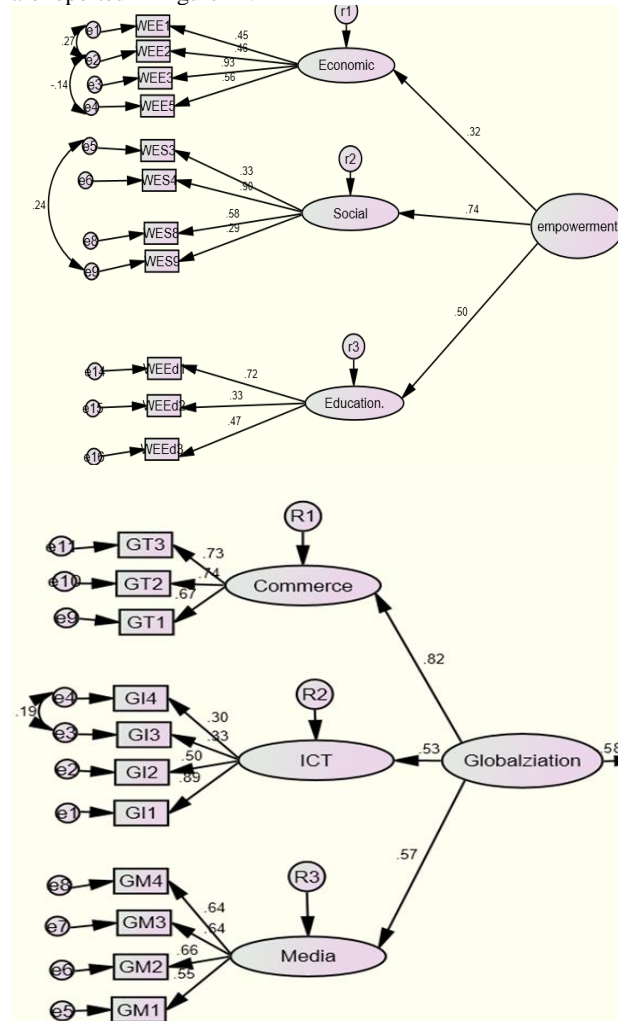 r1
e1 WEE1
.27 .45
e2 WEE2 .46
.93 Economic
e3 WEE3
-.14 .56
e4 WEE5
.32
e5 WES3
r2
e6 WES4 .33
.90
.24 .74
Social
.58
e8 WES8 .29
empowerment
e9 WES9
.50
r3
e14 WEEd1
.72
e15 WEEd2 .33
Education.
.47
e16 WEEd3
R1
e11 GT3 .73
e10 GT2 .74 Commerce
.67
e9 GT1
.82
R2
e4 GI4
.19 .30
e3 GI3 .33
.53 .58
e2 GI2 .50 ICT Globalziation
.89
e1 GI1
.57
R3
e8 GM4
.64
e7 GM3 .64
Media
e6 GM2 .66
.55
e5 GM1